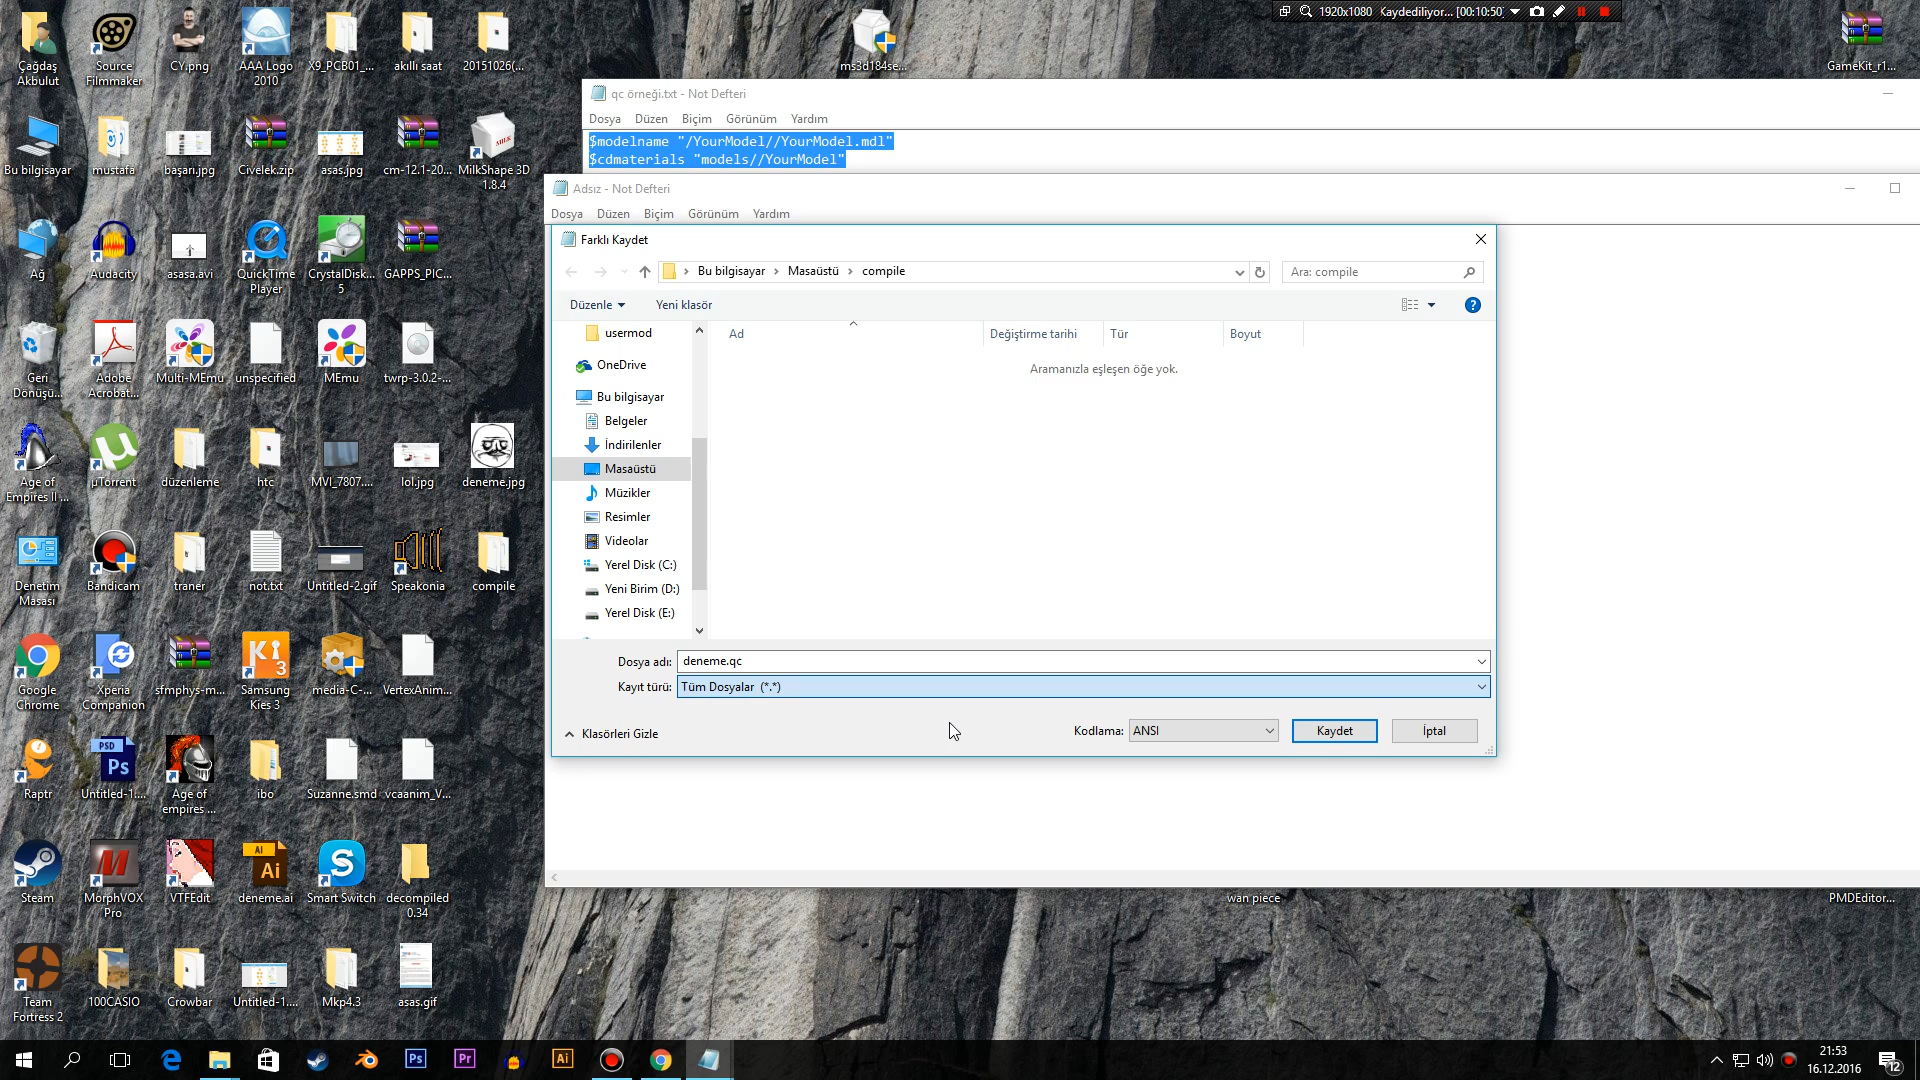 Çağdaş Akbulut
Source Filmmaker
CY.png
AAA Logo 2010
X9_PCB01_...
akıllı saat
20151026(...
ms3d184se...
1920x1080 Kaydediliyor... [00:10:50]
GameKit_r1...
Bu bilgisayar
mustafa
başarı.jpg
Civelek.zip
asas.jpg
cm-12.1-20...
MilkShape 3D 1.8.4
Ağ
Audacity
asasa.avi
QuickTime Player
CrystalDisk... 5
GAPPS_PIC...
Geri Dönüşü...
Adobe Acrobat...
Multi-MEmu
unspecified
MEmu
twrp-3.0.2-...
Age of Empires II ...
µTorrent
düzenleme
htc
MVI_7807....
lol.jpg
deneme.jpg
Denetim Masası
Bandicam
traner
not.txt
Untitled-2.gif
Speakonia
compile
Google Chrome
Xperia Companion
sfmphys-m...
Samsung Kies 3
media-C-...
VertexAnim...
Raptr
Untitled-1....
Age of empires ...
ibo
Suzanne.smd
vcaanim_V...
Steam
MorphVOX Pro
VTFEdit
deneme.ai
Smart Switch
decompiled 0.34
Team Fortress 2
100CASIO
Crowbar
Untitled-1....
Mkp4.3
asas.gif
wan piece
PMDEditor...
qc örneği.txt - Not Defteri
Dosya Düzen Biçim Görünüm Yardım
$modelname "/YourModel//YourModel.mdl"
$cdmaterials "models//YourModel"
Adsız - Not Defteri
Dosya Düzen Biçim Görünüm Yardım
Farklı Kaydet
Bu bilgisayar › Masaüstü › compile
Ara: compile
Düzenle
Yeni klasör
usermod
OneDrive
Bu bilgisayar
Belgeler
İndirilenler
Masaüstü
Müzikler
Resimler
Videolar
Yerel Disk (C:)
Yeni Birim (D:)
Yerel Disk (E:)
Ad Değiştirme tarihi Tür Boyut
Aramanızla eşleşen öğe yok.
Dosya adı: deneme.qc
Kayıt türü: Tüm Dosyalar (*.*)
Klasörleri Gizle
Kodlama: ANSI
Kaydet
İptal
21:53
16.12.2016
12